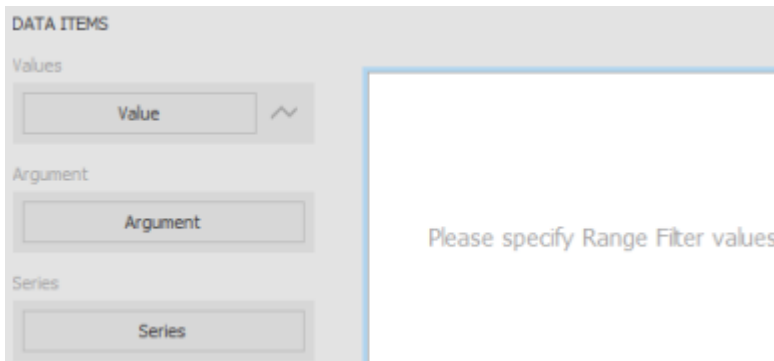 DATA ITEMS
Values
Value
Argument
Argument
Please specify Range Filter values
Series
Series